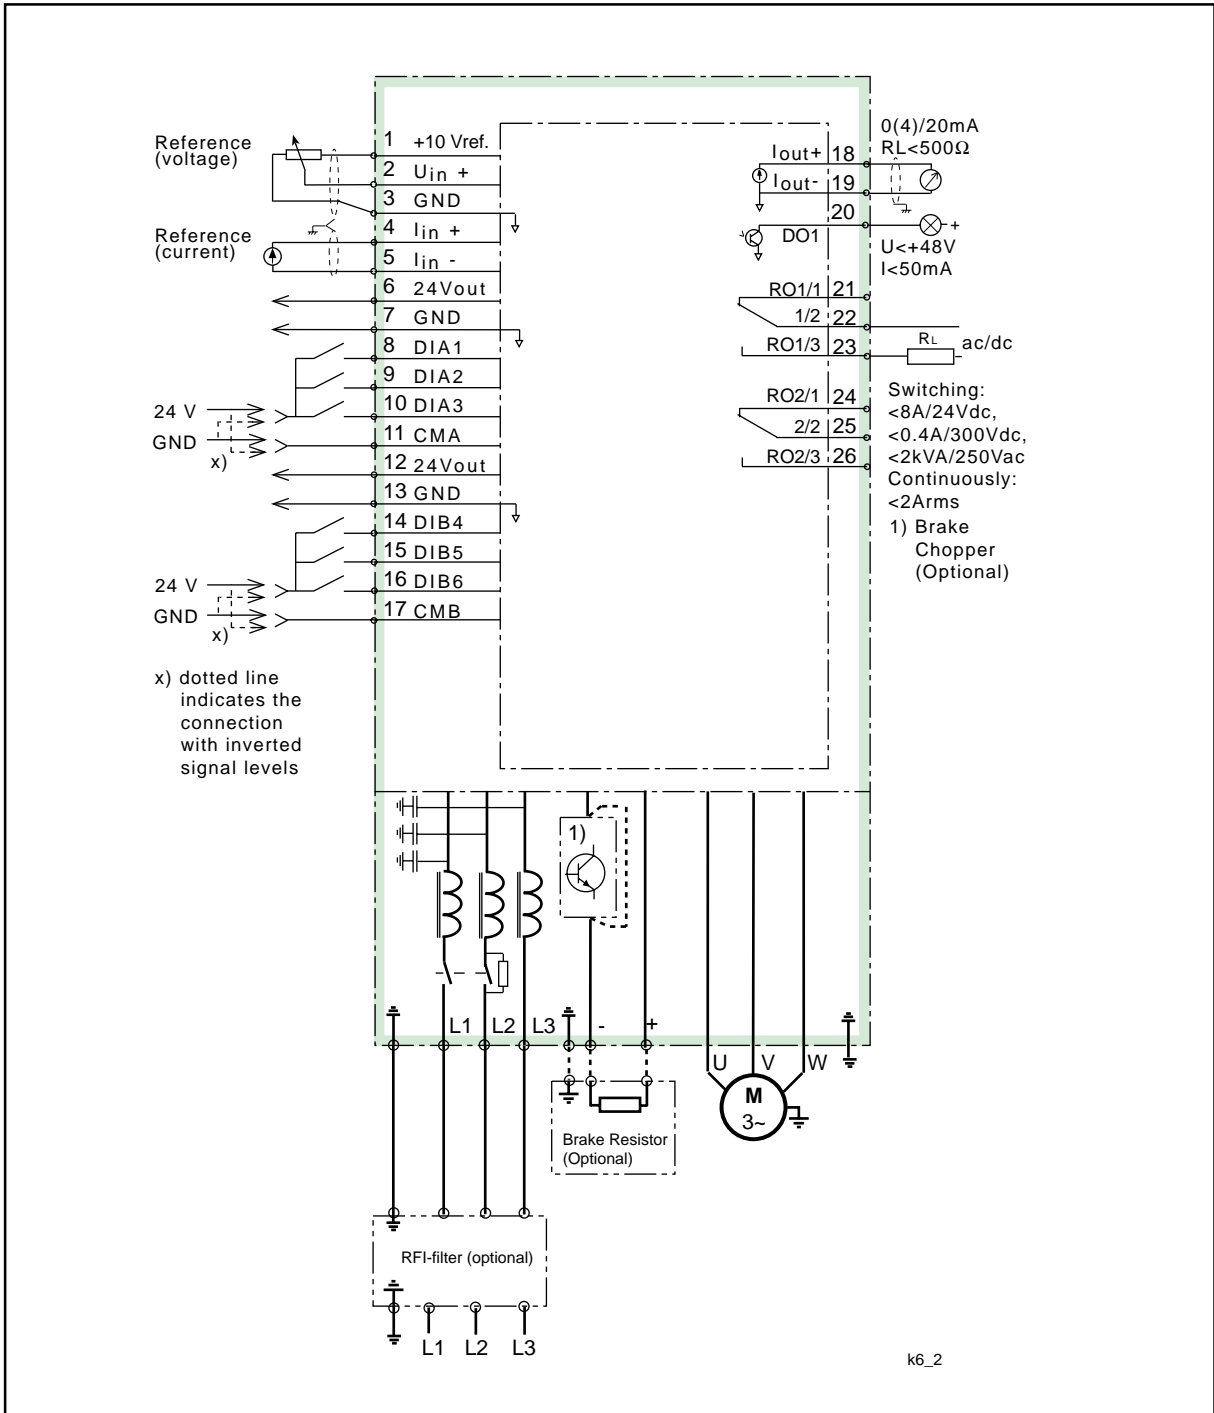 Reference
(voltage)
1 +10 Vref.
2 Uin +
3 GND
Reference
(current)
4 Iin +
5 Iin -
6 24Vout
7 GND
8 DIA1
9 DIA2
10 DIA3
24 V
GND
x)
11 CMA
12 24Vout
13 GND
14 DIB4
15 DIB5
16 DIB6
24 V
GND
x)
17 CMB
x) dotted line
indicates the
connection
with inverted
signal levels
Iout+ 18
Iout- 19
20
DO1
RO1/1 21
1/2 22
RO1/3 23
RO2/1 24
2/2 25
RO2/3 26
0(4)/20mA
RL<500Ω
+
U<+48V
I<50mA
RL
ac/dc
Switching:
<8A/24Vdc,
<0.4A/300Vdc,
<2kVA/250Vac
Continuously:
<2Arms
1) Brake
Chopper
(Optional)
1)
L1 L2 L3 - +
U V W
M
3~
Brake Resistor
(Optional)
RFI-filter (optional)
L1 L2 L3
k6_2